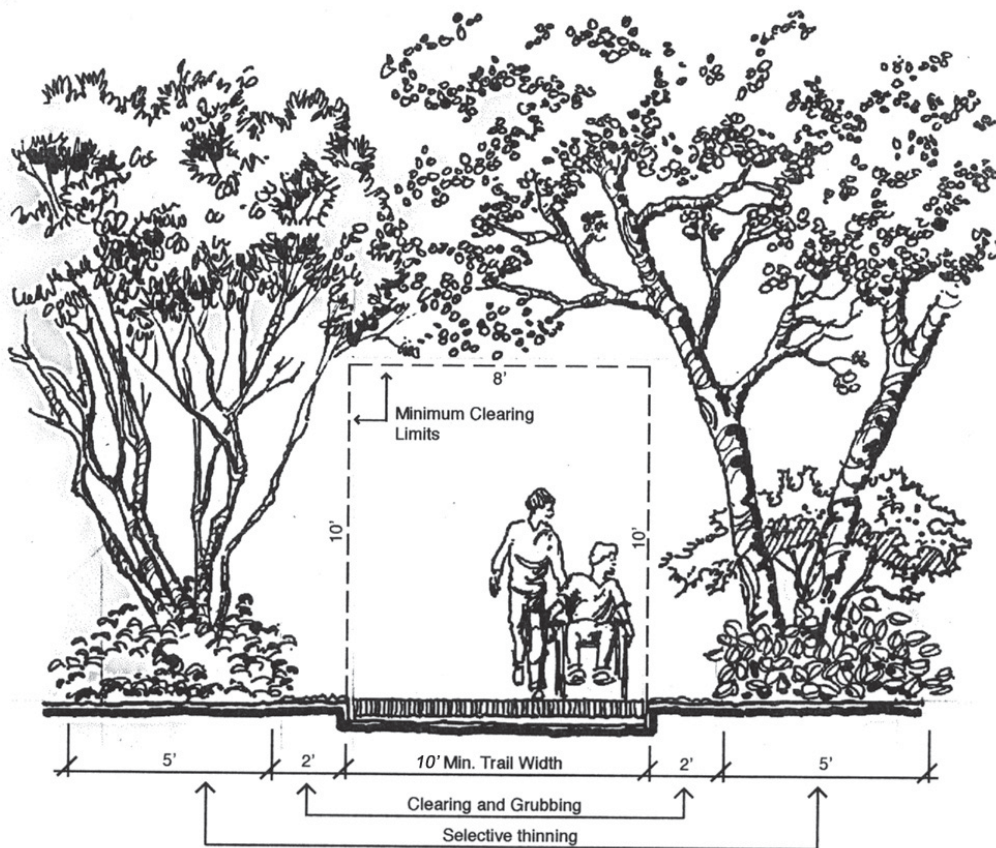 8'
Minimum Clearing
Limits
10'
10'
5'
2'
10' Min. Trail Width
2'
5'
Clearing and Grubbing
Selective thinning